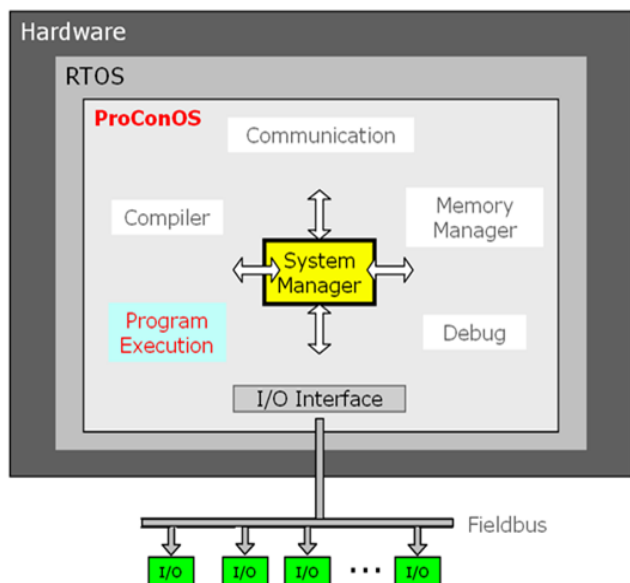 Hardware
RTOS
ProConOS
Communication
Compiler
Memory
Manager
System
Manager
Program
Execution
Debug
I/O Interface
Fieldbus
I/O
I/O
I/O
...
I/O